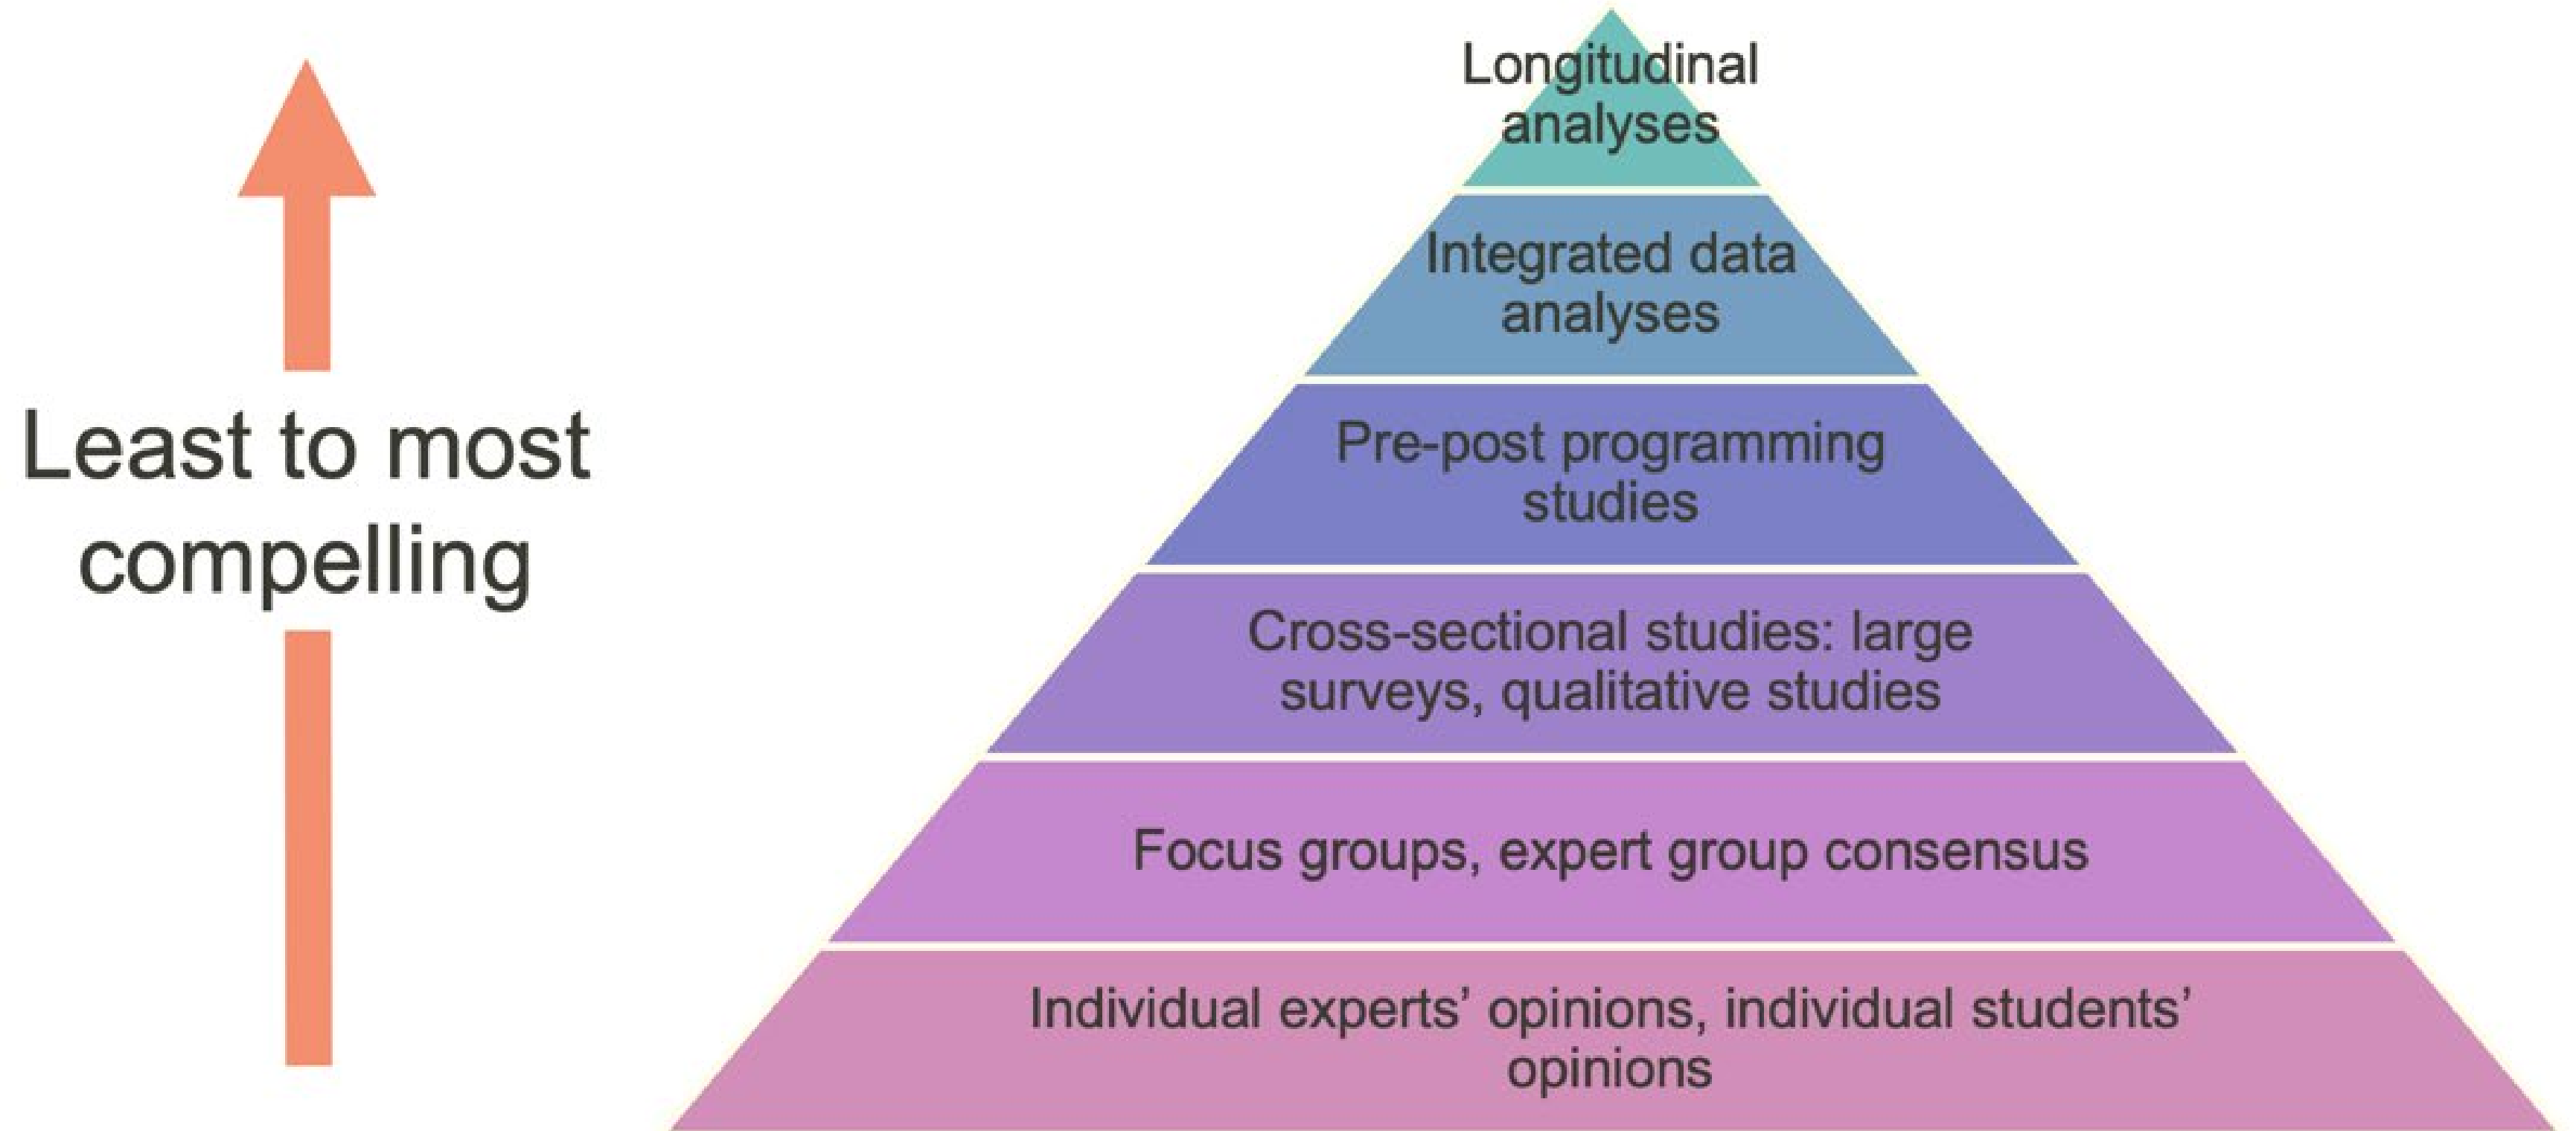 Least to most
compelling
Longitudinal
analyses
Integrated data
analyses
Pre-post programming
studies
Cross-sectional studies: large
surveys, qualitative studies
Focus groups, expert group consensus
Individual experts’ opinions, individual students’
opinions